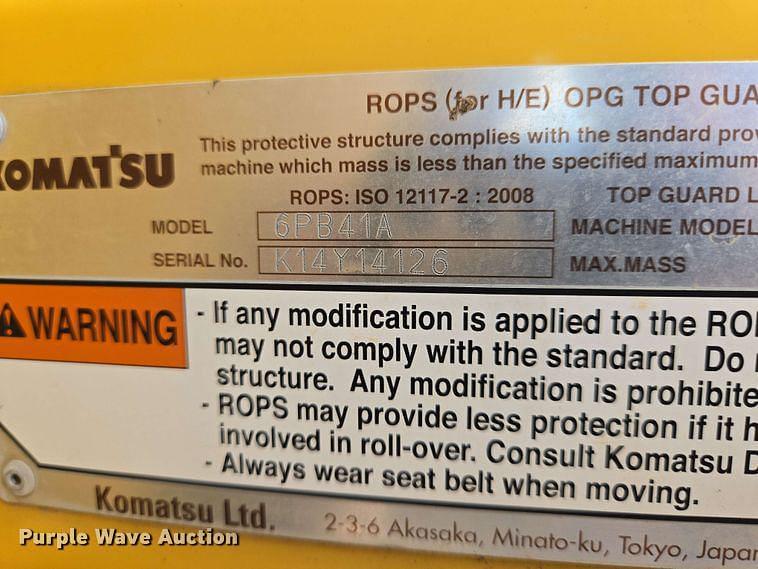 ROPS (for H/E) OPG TOP GUA
KOMATSU
This protective structure complies with the standard prov
machine which mass is less than the specified maximum
ROPS: ISO 12117-2 : 2008 TOP GUARD L
MODEL 6PB41A MACHINE MODEL
SERIAL No. K14Y14126 MAX.MASS
WARNING
- If any modification is applied to the RO
may not comply with the standard. Do
structure. Any modification is prohibite
- ROPS may provide less protection if it h
involved in roll-over. Consult Komatsu D
- Always wear seat belt when moving.
Komatsu Ltd. 2-3-6 Akasaka, Minato-ku, Tokyo, Japan
Purple Wave Auction